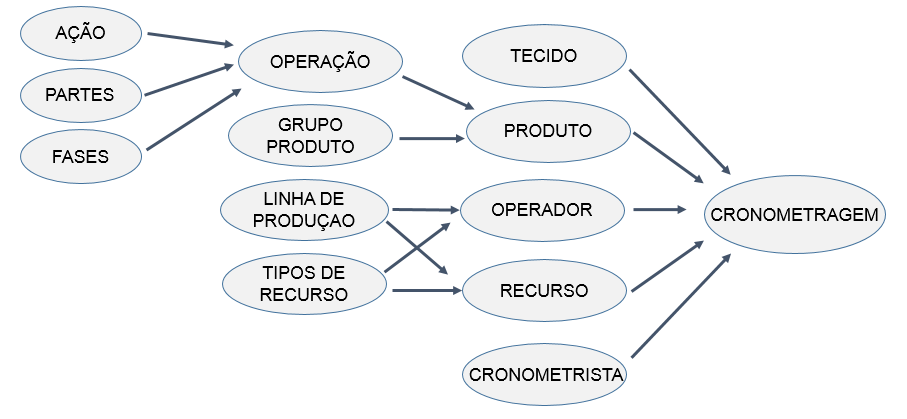 AÇÃO
PARTES
FASES
OPERAÇÃO
GRUPO
PRODUTO
LINHA DE
PRODUÇAO
TIPOS DE
RECURSO
TECIDO
PRODUTO
OPERADOR
RECURSO
CRONOMETRISTA
CRONOMETRAGEM